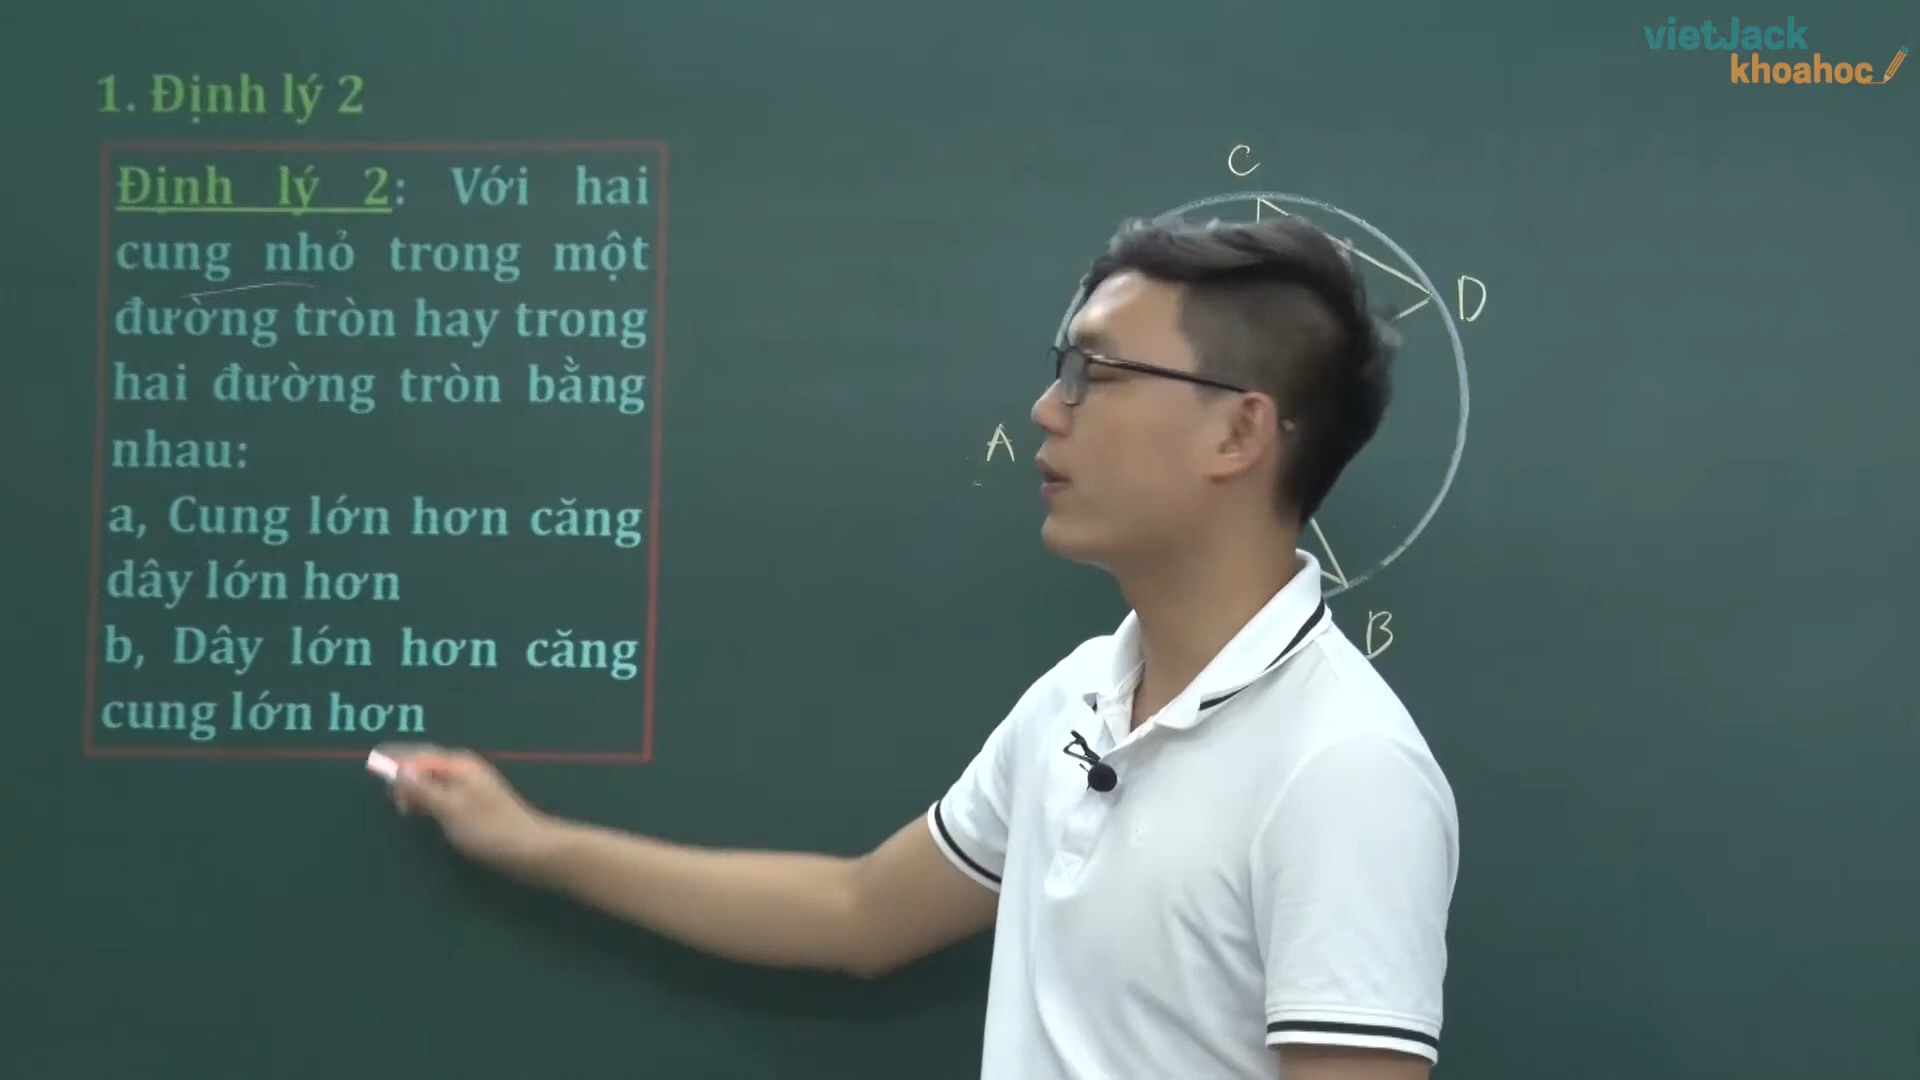 vietJack
khoahoc
1. Định lý 2
Định lý 2: Với hai
cung nhỏ trong một
đường tròn hay trong
hai đường tròn bằng
nhau:
a, Cung lớn hơn căng
dây lớn hơn
b, Dây lớn hơn căng
cung lớn hơn
C
D
A
B